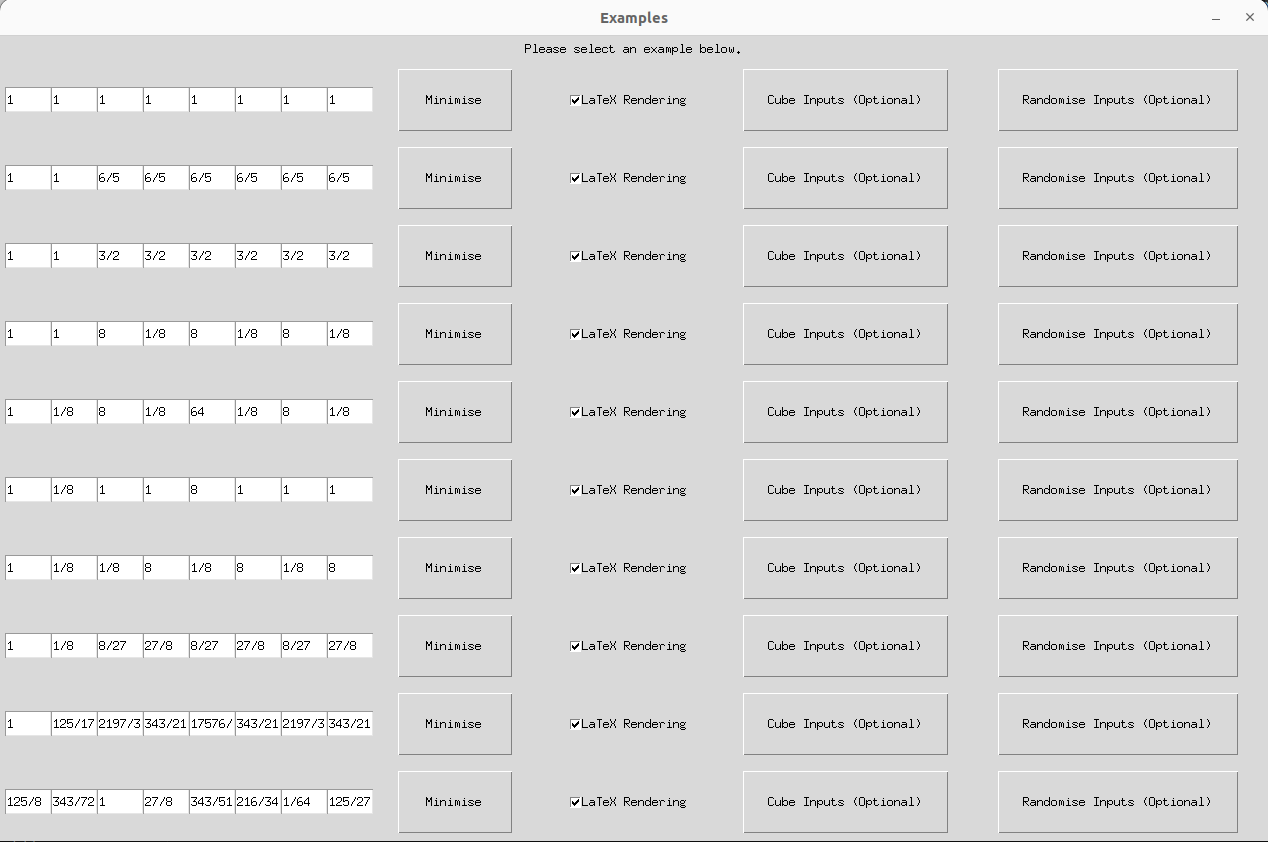 Examples
Please select an example below.
1 1 1 1 1 1 1 1 Minimise LaTeX Rendering Cube Inputs (Optional) Randomise Inputs (Optional)
1 1 6/5 6/5 6/5 6/5 6/5 6/5 Minimise LaTeX Rendering Cube Inputs (Optional) Randomise Inputs (Optional)
1 1 3/2 3/2 3/2 3/2 3/2 3/2 Minimise LaTeX Rendering Cube Inputs (Optional) Randomise Inputs (Optional)
1 1 8 1/8 8 1/8 8 1/8 Minimise LaTeX Rendering Cube Inputs (Optional) Randomise Inputs (Optional)
1 1/8 8 1/8 64 1/8 8 1/8 Minimise LaTeX Rendering Cube Inputs (Optional) Randomise Inputs (Optional)
1 1/8 1 1 8 1 1 1 Minimise LaTeX Rendering Cube Inputs (Optional) Randomise Inputs (Optional)
1 1/8 1/8 8 1/8 8 1/8 8 Minimise LaTeX Rendering Cube Inputs (Optional) Randomise Inputs (Optional)
1 1/8 8/27 27/8 8/27 27/8 8/27 27/8 Minimise LaTeX Rendering Cube Inputs (Optional) Randomise Inputs (Optional)
1 125/17 2197/3 343/21 17576/ 343/21 2197/3 343/21 Minimise LaTeX Rendering Cube Inputs (Optional) Randomise Inputs (Optional)
125/8 343/72 1 27/8 343/51 216/34 1/64 125/27 Minimise LaTeX Rendering Cube Inputs (Optional) Randomise Inputs (Optional)